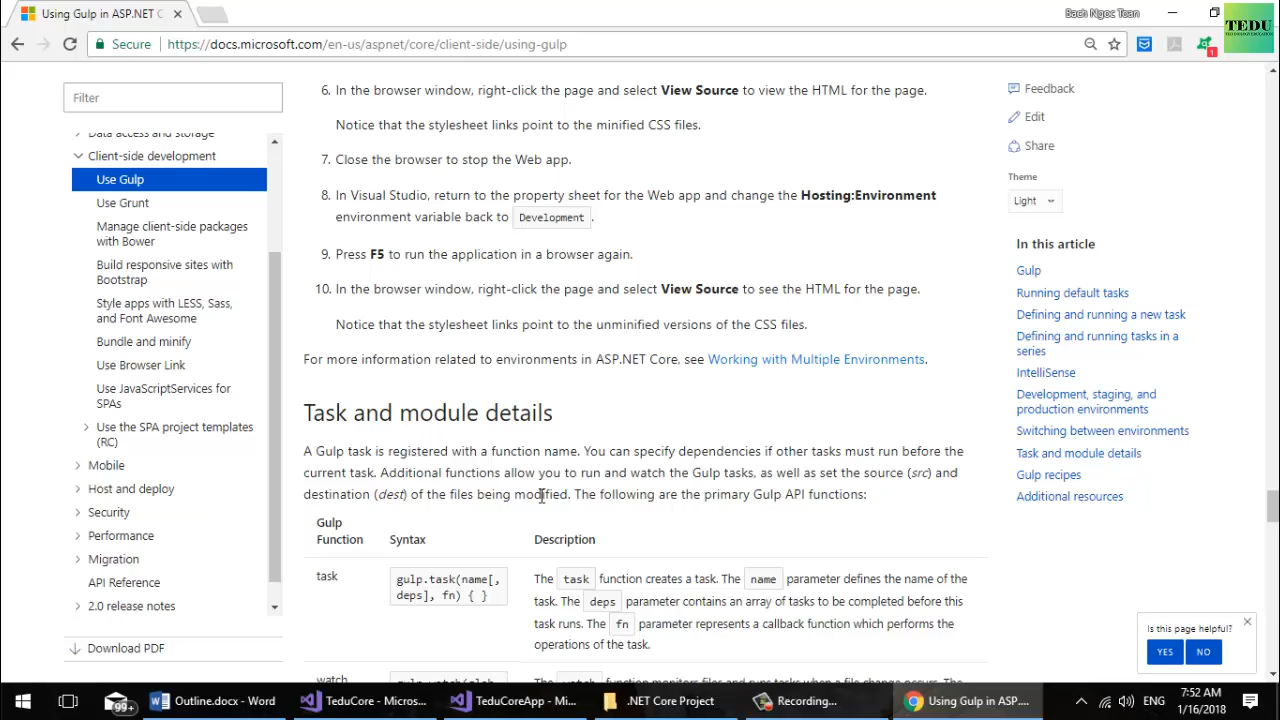 Using Gulp in ASP.NET C
Bach Ngoc Toan
TEDU
Secure
https://docs.microsoft.com/en-us/aspnet/core/client-side/using-gulp
1
Filter
Data access and storage
Client-side development
Use Gulp
Use Grunt
Manage client-side packages
with Bower
Build responsive sites with
Bootstrap
Style apps with LESS, Sass,
and Font Awesome
Bundle and minify
Use Browser Link
Use JavaScriptServices for
SPAs
Use the SPA project templates
(RC)
Mobile
Host and deploy
Security
Performance
Migration
API Reference
2.0 release notes
Download PDF
6. In the browser window, right-click the page and select View Source to view the HTML for the page.
Notice that the stylesheet links point to the minified CSS files.
7. Close the browser to stop the Web app.
8. In Visual Studio, return to the property sheet for the Web app and change the Hosting:Environment
environment variable back to Development.
9. Press F5 to run the application in a browser again.
10. In the browser window, right-click the page and select View Source to see the HTML for the page.
Notice that the stylesheet links point to the unminified versions of the CSS files.
For more information related to environments in ASP.NET Core, see Working with Multiple Environments.
Task and module details
A Gulp task is registered with a function name. You can specify dependencies if other tasks must run before the
current task. Additional functions allow you to run and watch the Gulp tasks, as well as set the source (src) and
destination (dest) of the files being modified. The following are the primary Gulp API functions:
Gulp
Function
Syntax
Description
task
gulp.task(name[,
deps], fn) { }
The task function creates a task. The name parameter defines the name of the
task. The deps parameter contains an array of tasks to be completed before this
task runs. The fn parameter represents a callback function which performs the
operations of the task.
watch
Feedback
Edit
Share
Theme
Light
In this article
Gulp
Running default tasks
Defining and running a new task
Defining and running tasks in a
series
IntelliSense
Development, staging, and
production environments
Switching between environments
Task and module details
Gulp recipes
Additional resources
Is this page helpful?
YES
NO
99+
Outline.docx - Word
TeduCore - Micros...
TeduCoreApp - Mi...
.NET Core Project
Recording...
Using Gulp in ASP....
ENG
7:52 AM
1/16/2018